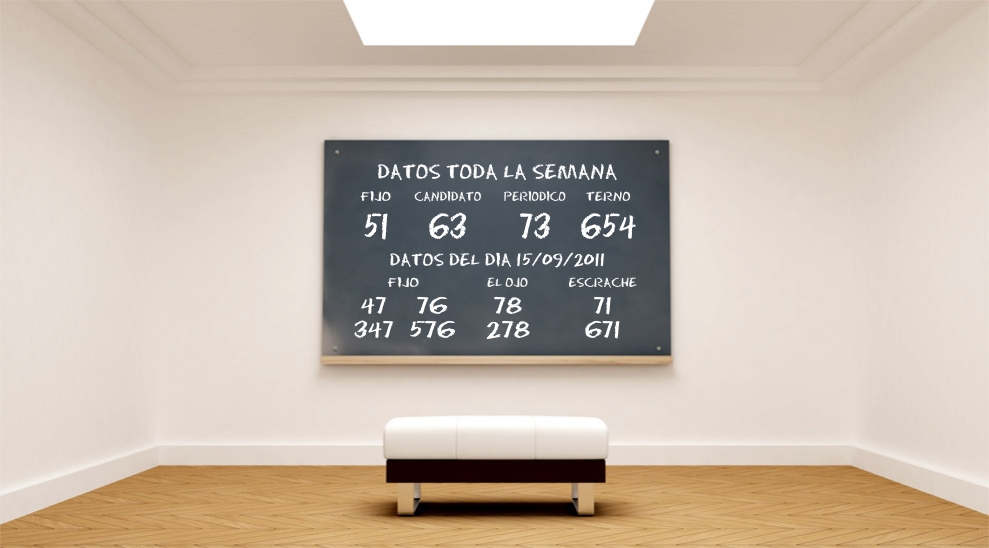 DATOS TODA LA SEMANA
FIJO CANDIDATO PERIODICO TERNO
51 63 73 654
DATOS DEL DIA 15/09/2011
FIJO EL OJO ESCRACHE
47 76 78 71
347 576 278 671